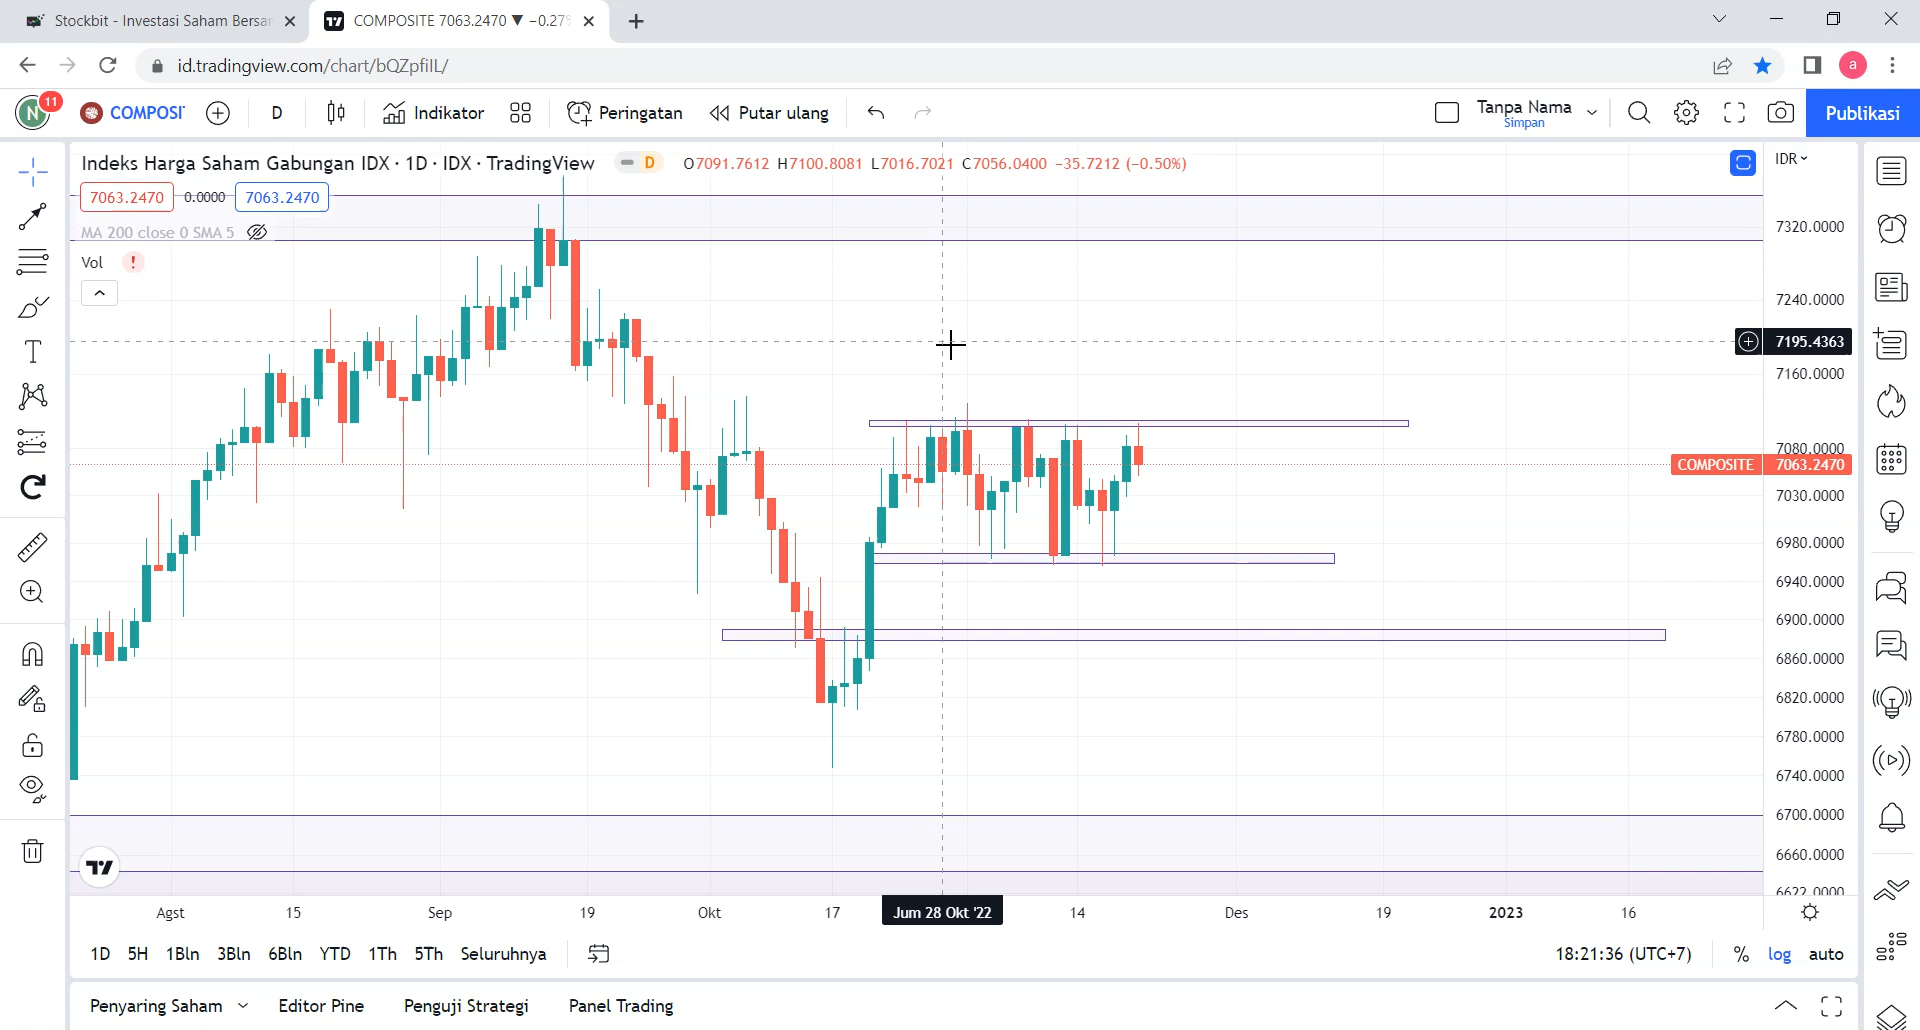 Stockbit - Investasi Saham Bersar
COMPOSITE 7063.2470 ▼ −0.27%
id.tradingview.com/chart/bQZpfiIL/
a
N
11
COMPOSI
D
Indikator
Peringatan
Putar ulang
Tanpa Nama
Simpan
Publikasi
Indeks Harga Saham Gabungan IDX · 1D · IDX · TradingView
D
O7091.7612 H7100.8081 L7016.7021 C7056.0400 −35.7212 (−0.50%)
IDR
7063.2470
0.0000
7063.2470
MA 200 close 0 SMA 5
Vol
7320.0000
7240.0000
7195.4363
7160.0000
7080.0000
COMPOSITE 7063.2470
7030.0000
6980.0000
6940.0000
6900.0000
6860.0000
6820.0000
6780.0000
6740.0000
6700.0000
6660.0000
6622.0000
Agst
15
Sep
19
Okt
17
Jum 28 Okt '22
14
Des
19
2023
16
1D 5H 1Bln 3Bln 6Bln YTD 1Th 5Th Seluruhnya
18:21:36 (UTC+7)
% log auto
Penyaring Saham
Editor Pine
Penguji Strategi
Panel Trading